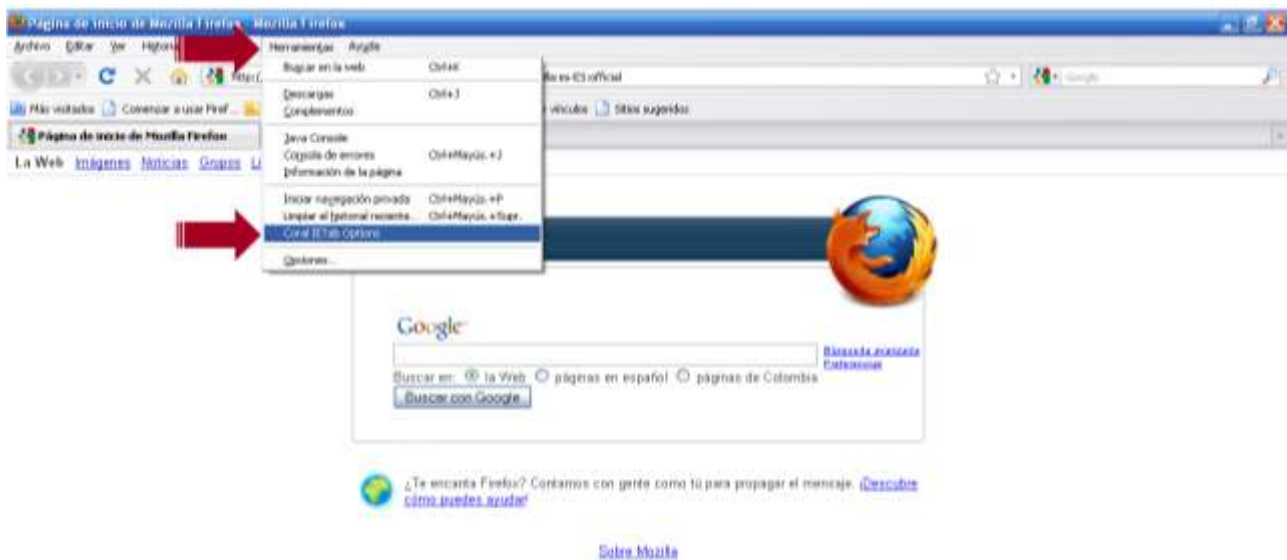 Página de inicio de Mozilla Firefox - Mozilla Firefox
Archivo Editar Ver Herramientas Ayuda
Buscar en la web Ctrl+K
Descargas Ctrl+J
Complementos
Java Console
Consola de errores Ctrl+Mayús.+J
Información de la página
Iniciar navegación privada Ctrl+Mayús.+P
Limpiar el historial reciente... Ctrl+Mayús.+Supr.
Coral IETab Options
Opciones...
http:/
official
Google
Más visitados Comenzar a usar Firef... vínculos Sitios sugeridos
Página de inicio de Mozilla Firefox
La Web Imágenes Noticias Grupos
Google
Búsqueda avanzada
Preferencias
Buscar en: la Web páginas en español páginas de Colombia
Buscar con Google
¿Te encanta Firefox? Contamos con gente como tú para propagar el mensaje. ¡Descubre
cómo puedes ayudar!
Sobre Mozilla